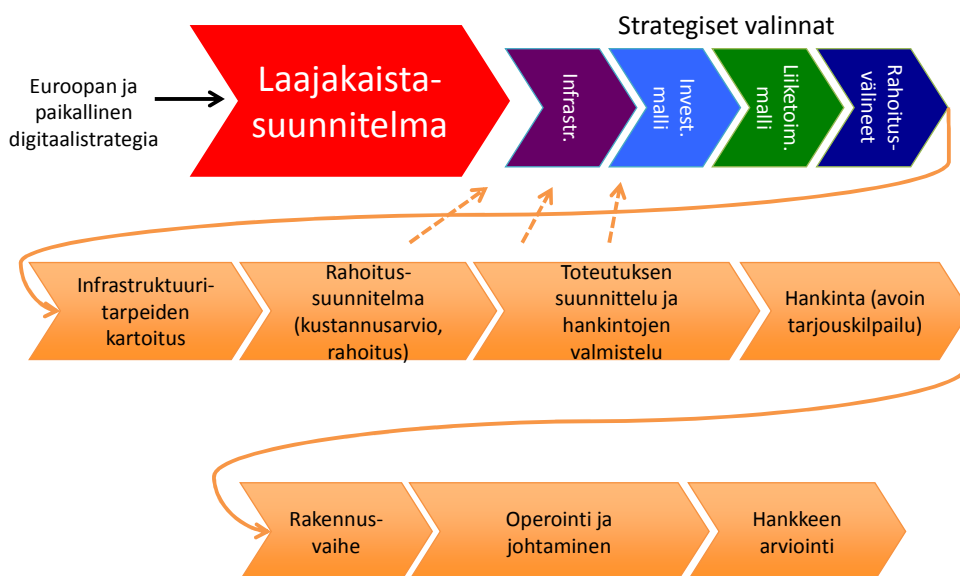 Strategiset valinnat
Euroopan ja
paikallinen
digitaalistrategia
Laajakaista-
suunnitelma
Infrastr.
Invest.
malli
Liiketoim.
malli
Rahoitus-
välineet
Infrastruktuuri-
tarpeiden
kartoitus
Rahoitus-
suunnitelma
(kustannusarvio,
rahoitus)
Toteutuksen
suunnittelu ja
hankintojen
valmistelu
Hankinta (avoin
tarjouskilpailu)
Rakennus-
vaihe
Operointi ja
johtaminen
Hankkeen
arviointi